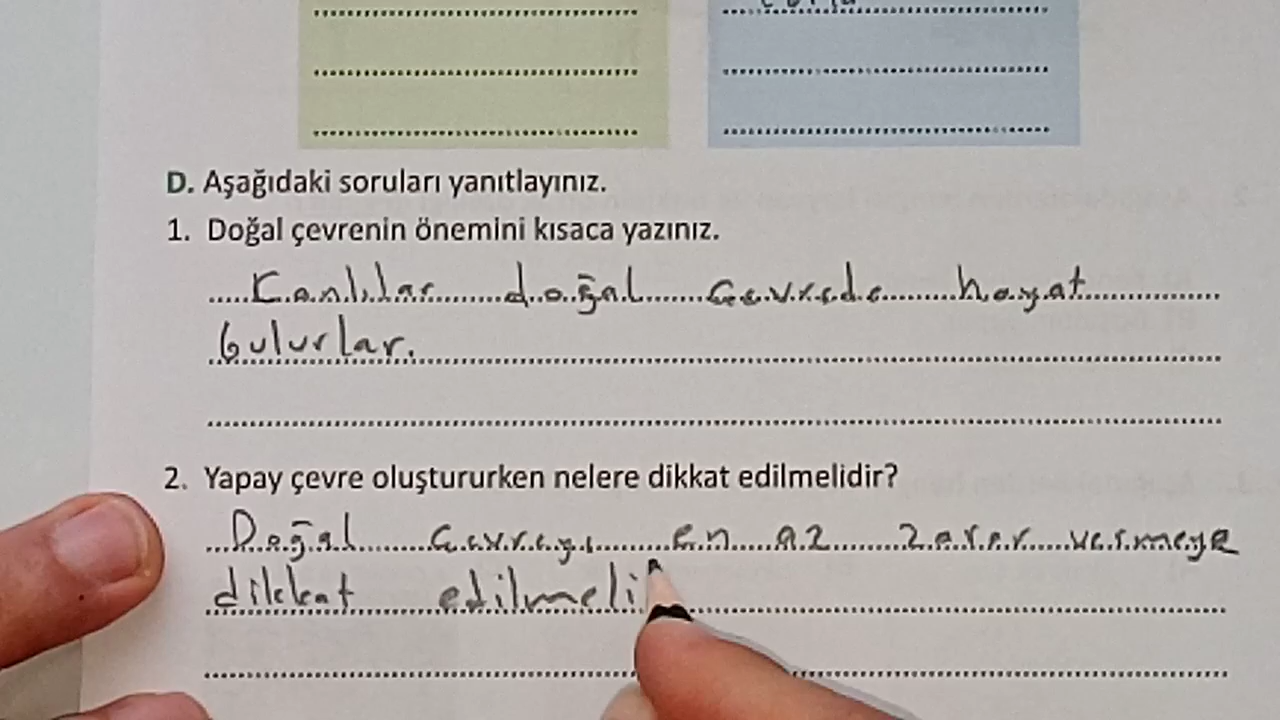 D. Aşağıdaki soruları yanıtlayınız.
1. Doğal çevrenin önemini kısaca yazınız.
Canlılar doğal çevrede hayat
bulurlar.
2. Yapay çevre oluştururken nelere dikkat edilmelidir?
Doğal çevreyi en az zarar vermeye
dikkat edilmeli